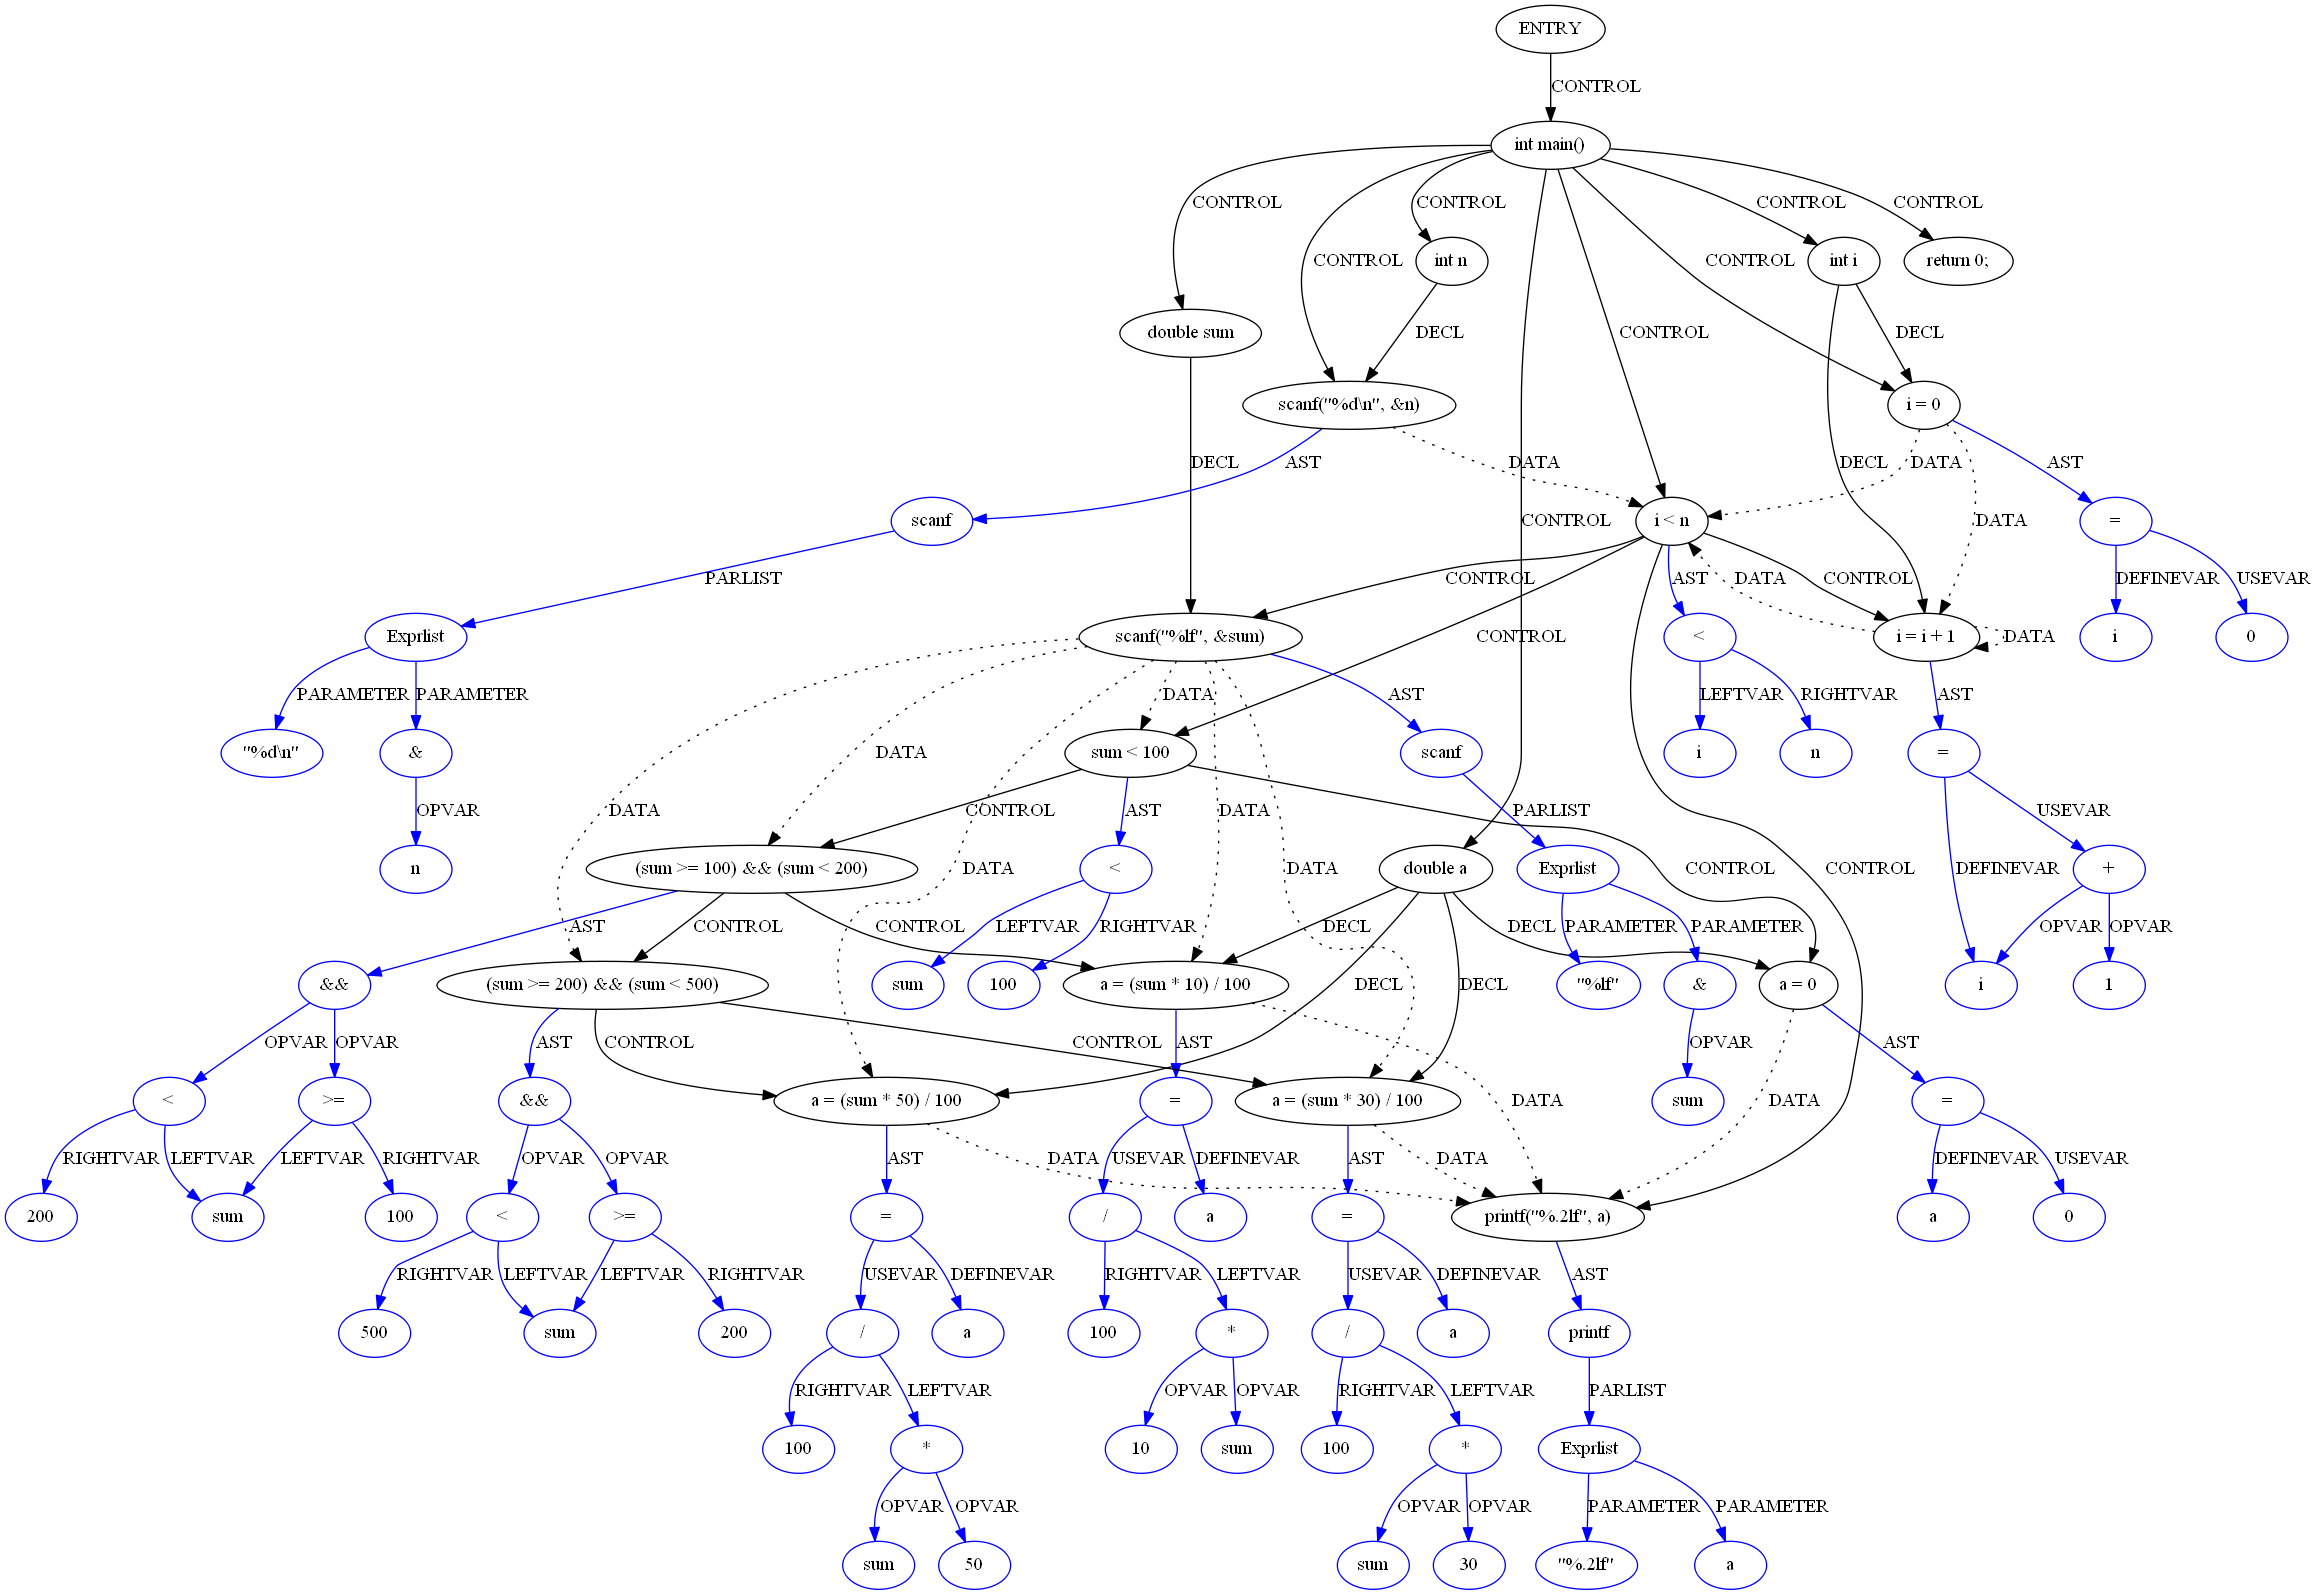 ENTRY
CONTROL
int main()
CONTROL CONTROL CONTROL
CONTROL CONTROL CONTROL
int n int i return 0;
double sum DECL CONTROL DECL
scanf("%d\n", &n) i = 0
DECL AST DATA DATA AST
scanf CONTROL i < n DATA =
PARLIST CONTROL AST DATA CONTROL DECL DEFINEVAR USEVAR
Exprlist scanf("%lf", &sum) CONTROL < i = i + 1 DATA i 0
PARAMETER PARAMETER DATA AST LEFTVAR RIGHTVAR AST
"%d\n" & DATA sum < 100 scanf i n =
OPVAR DATA CONTROL AST DATA PARLIST USEVAR
n (sum >= 100) && (sum < 200) DATA < DATA double a Exprlist CONTROL CONTROL DEFINEVAR +
AST CONTROL CONTROL LEFTVAR RIGHTVAR DECL DECL PARAMETER PARAMETER OPVAR OPVAR
&& (sum >= 200) && (sum < 500) sum 100 a = (sum * 10) / 100 DECL DECL "%lf" & a = 0 i 1
OPVAR OPVAR AST CONTROL CONTROL AST OPVAR AST
< >= && a = (sum * 50) / 100 = a = (sum * 30) / 100 sum =
RIGHTVAR LEFTVAR LEFTVAR RIGHTVAR OPVAR OPVAR AST DATA USEVAR DEFINEVAR AST DATA DATA DATA DEFINEVAR USEVAR
200 sum 100 < >= = / a = printf("%.2lf", a) a 0
RIGHTVAR LEFTVAR LEFTVAR RIGHTVAR USEVAR DEFINEVAR RIGHTVAR LEFTVAR USEVAR DEFINEVAR AST
500 sum 200 / a 100 * / a printf
RIGHTVAR LEFTVAR OPVAR OPVAR RIGHTVAR LEFTVAR PARLIST
100 * 10 sum 100 * Exprlist
OPVAR OPVAR OPVAR OPVAR PARAMETER PARAMETER
sum 50 sum 30 "%.2lf" a